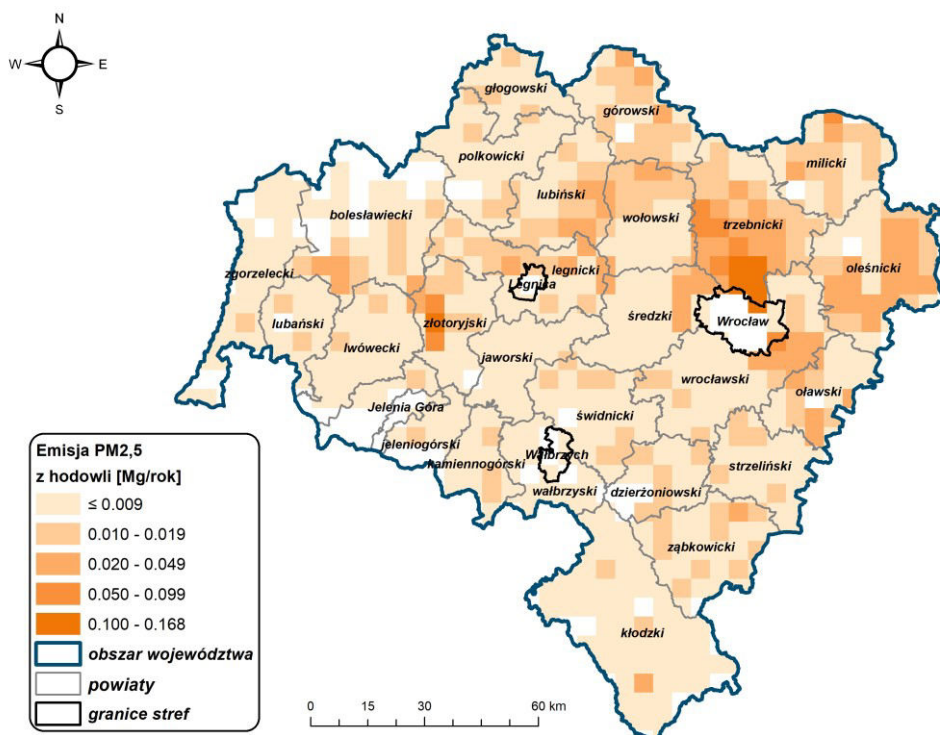 N
W
E
S
głogowski
górowski
polkowicki
milicki
lubiński
bolesławiecki
wołowski
trzebnicki
zgorzelecki
legnicki
oleśnicki
Legnica
lubański
złotoryjski
średzki
Wrocław
lwówecki
jaworski
wrocławski
oławski
Jelenia Góra
świdnicki
jeleniogórski
Wałbrzych
kamiennogórski
strzeliński
wałbrzyski
dzierżoniowski
ząbkowicki
kłodzki
Emisja PM2,5
z hodowli [Mg/rok]
≤ 0.009
0.010 - 0.019
0.020 - 0.049
0.050 - 0.099
0.100 - 0.168
obszar województwa
powiaty
granice stref
0 15 30 60 km